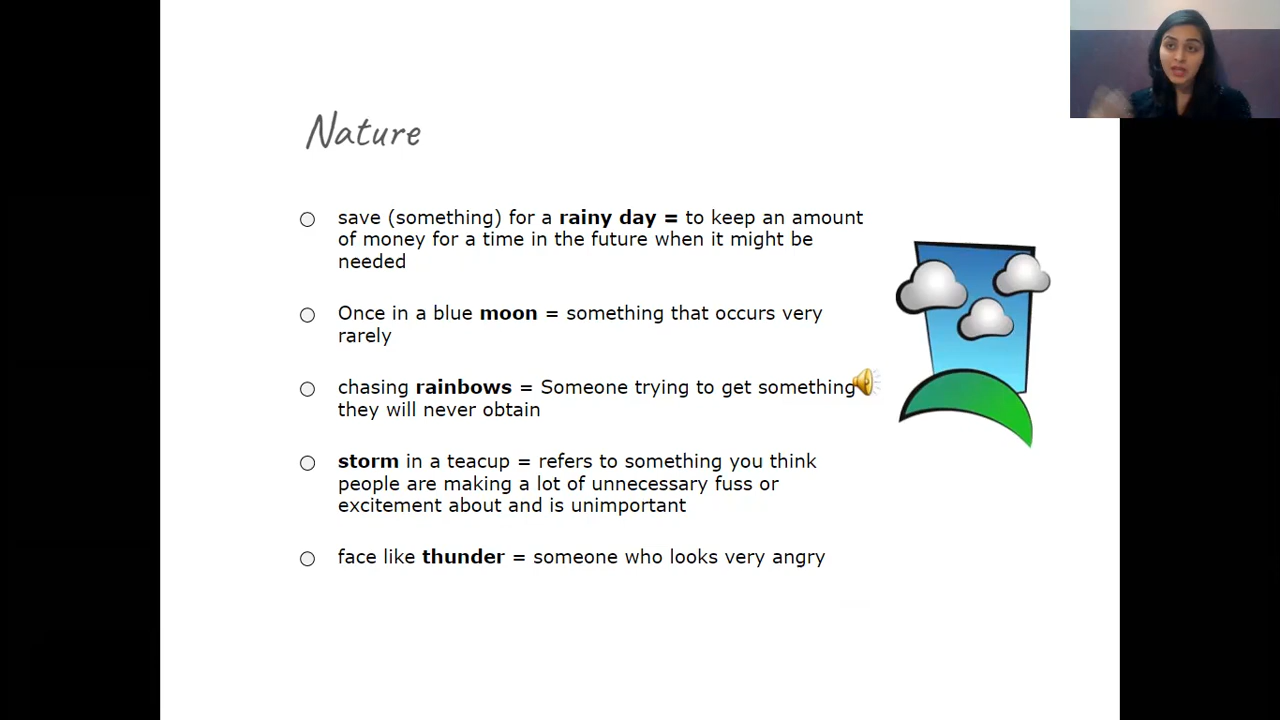 Nature
save (something) for a rainy day = to keep an amount
of money for a time in the future when it might be
needed
Once in a blue moon = something that occurs very
rarely
chasing rainbows = Someone trying to get something
they will never obtain
storm in a teacup = refers to something you think
people are making a lot of unnecessary fuss or
excitement about and is unimportant
face like thunder = someone who looks very angry